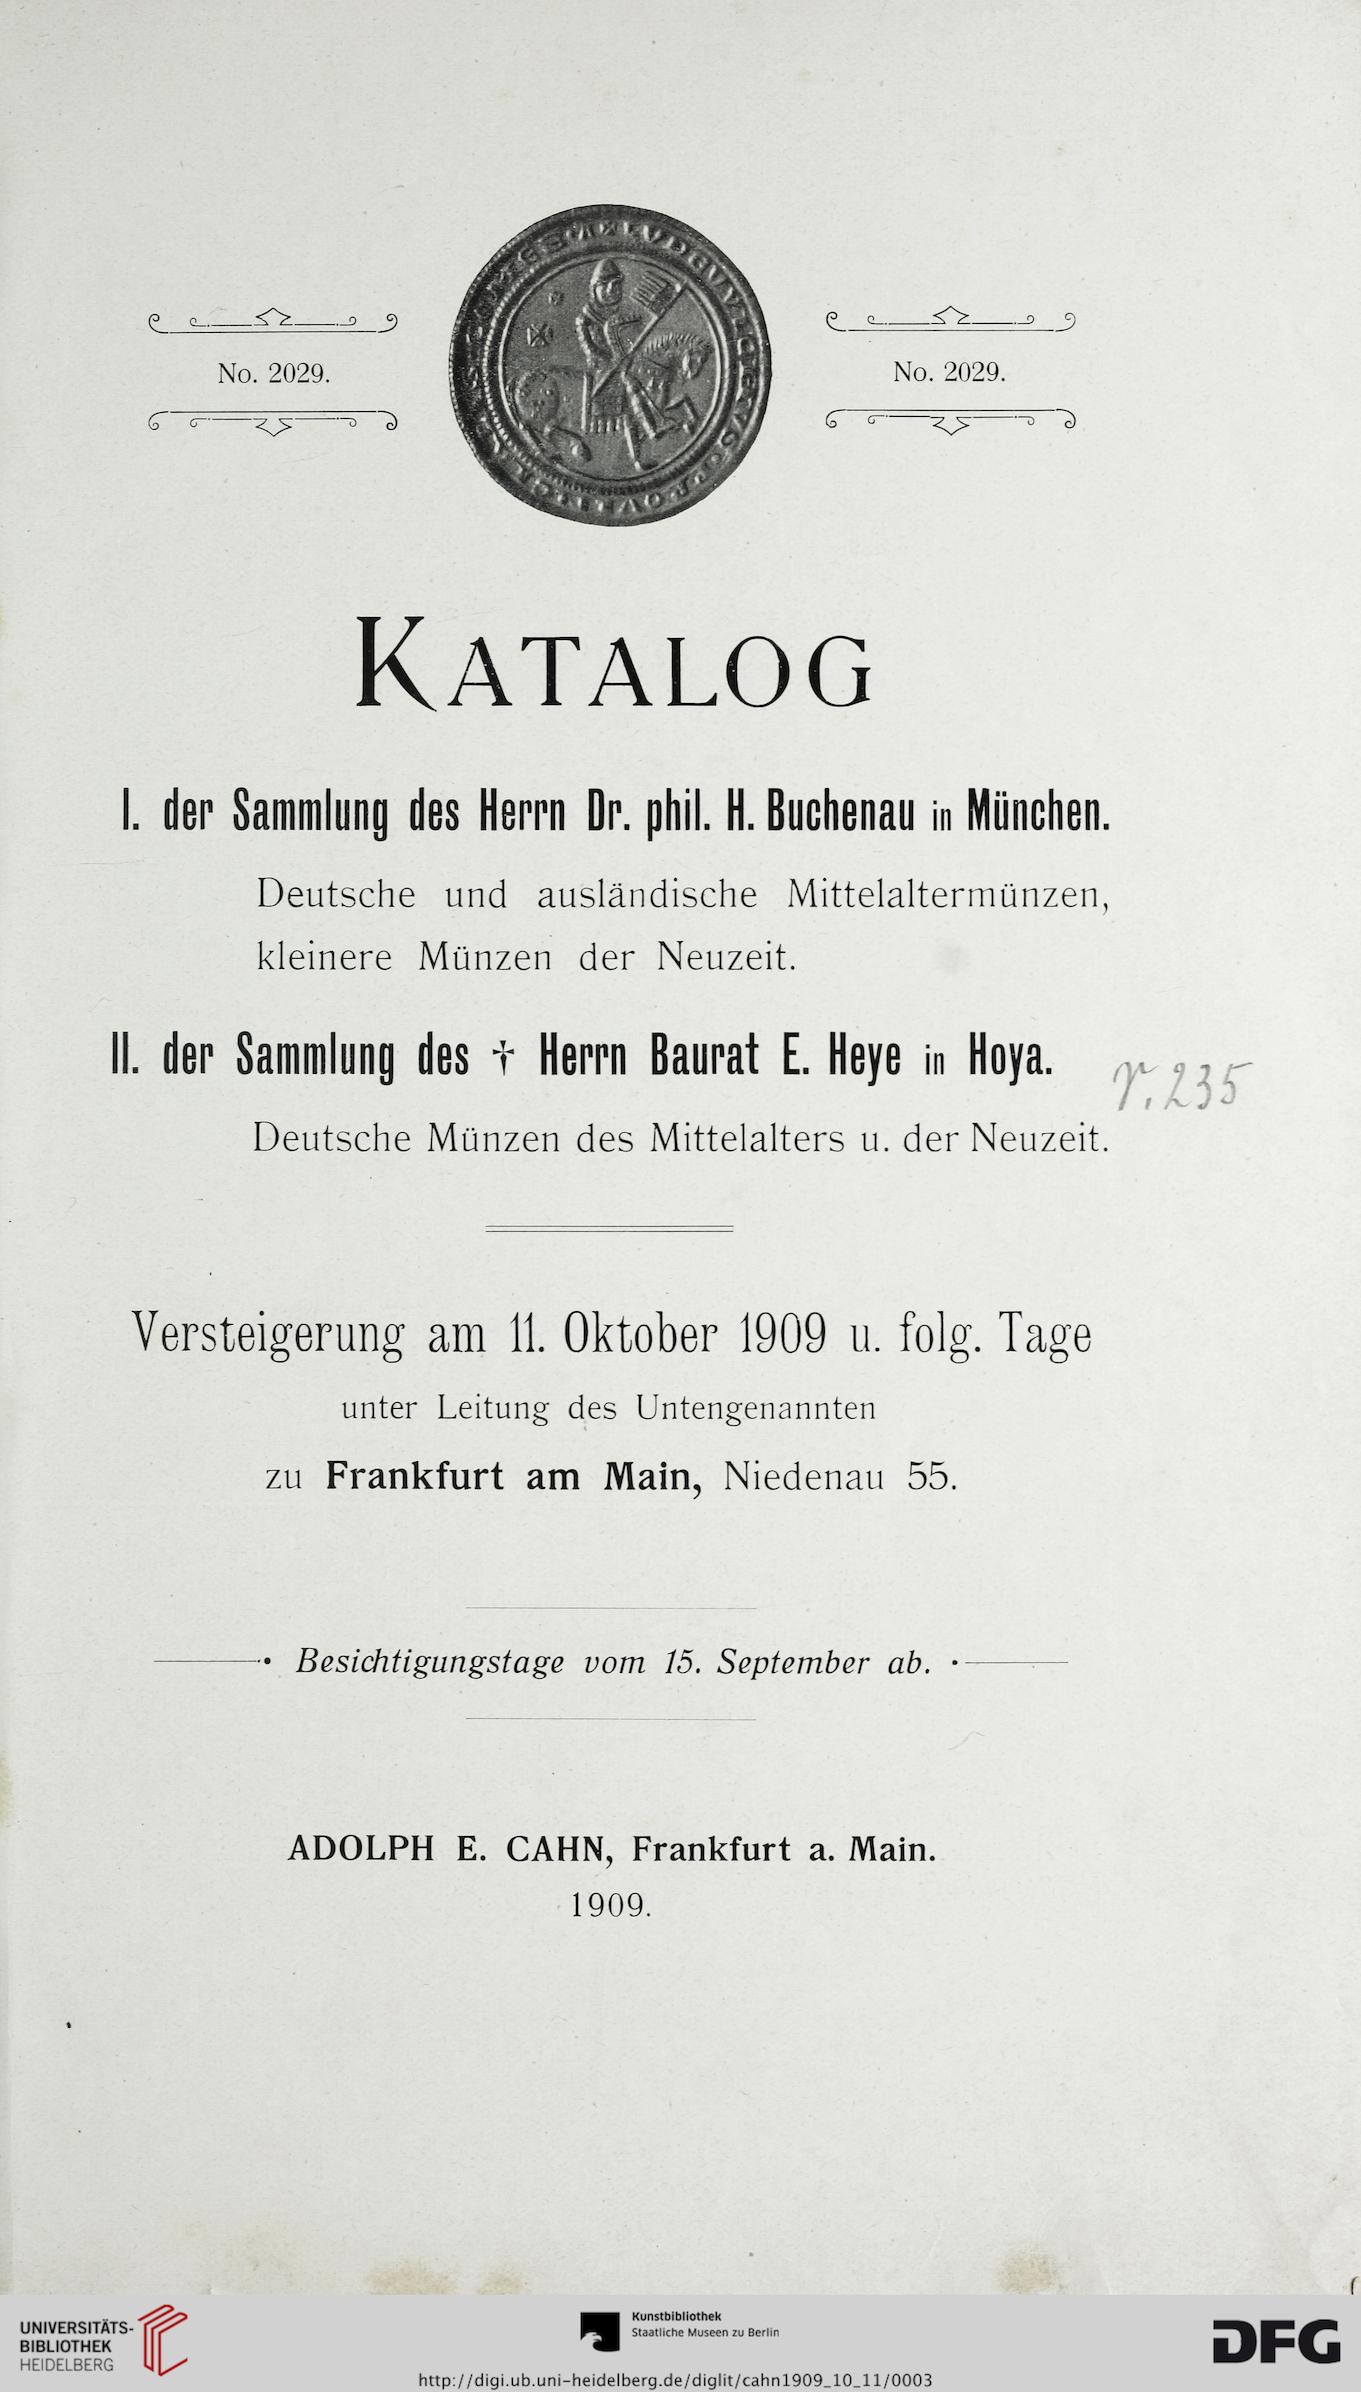 No. 2029.
No. 2029.
KATALOG
I. der Sammlung des Herrn Dr. phil. H. Buchenau in München.
Deutsche und ausländische Mittelaltermünzen,
kleinere Münzen der Neuzeit.
II. der Sammlung des † Herrn Baurat E. Heye in Hoya.
r. 235
Deutsche Münzen des Mittelalters u. der Neuzeit.
Versteigerung am 11. Oktober 1909 u. folg. Tage
unter Leitung des Untengenannten
zu Frankfurt am Main, Niedenau 55.
Besichtigungstage vom 15. September ab.
ADOLPH E. CAHN, Frankfurt a. Main.
1909.
UNIVERSITÄTS-
BIBLIOTHEK
HEIDELBERG
Kunstbibliothek
Staatliche Museen zu Berlin
http://digi.ub.uni-heidelberg.de/diglit/cahn1909_10_11/0003
DFG